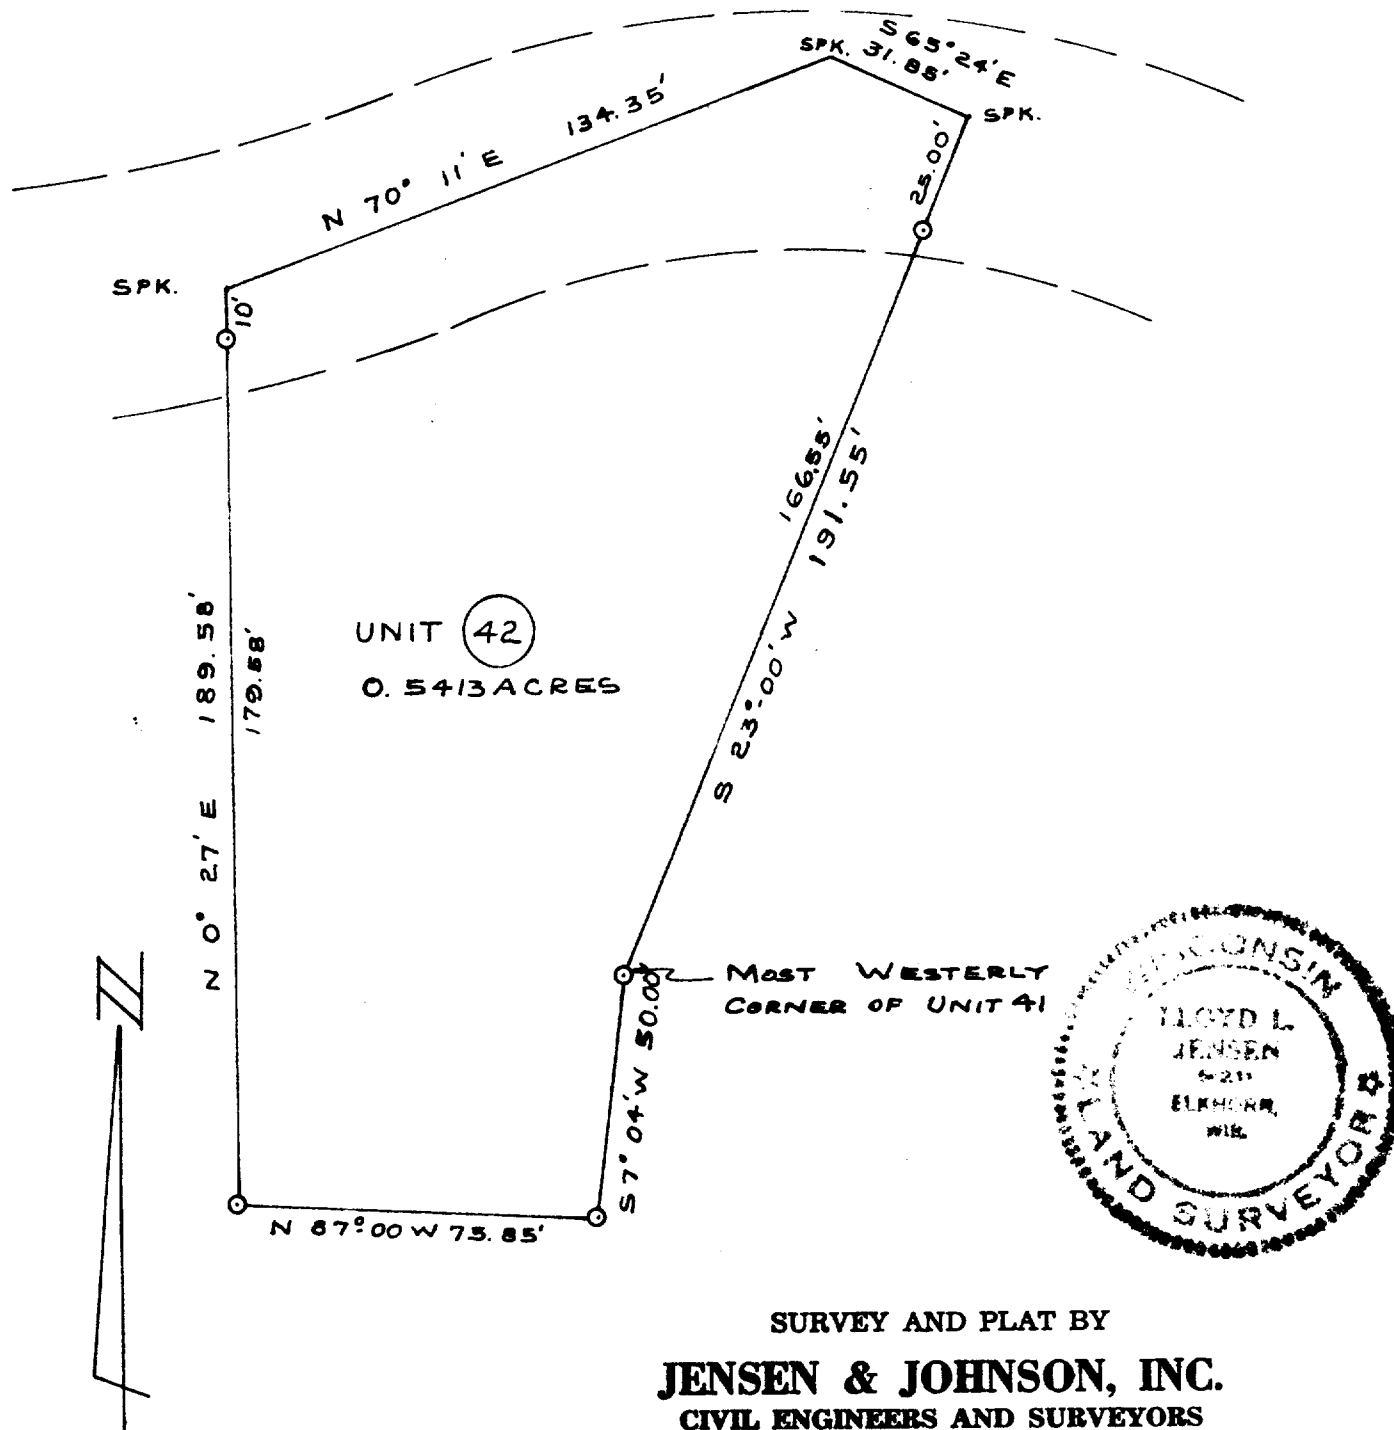 S 65° 24' E
SPK. 31.85'
SPK.
134.35'
N 70° 11' E
25.00'
SPK.
10'
166.55'
191.55'
S 23°-00' W
189.58'
179.58'
N 0° 27' E
UNIT 42
0.5413 ACRES
N
MOST WESTERLY
CORNER OF UNIT 41
S 7° 04' W 50.00'
N 87°-00 W 75.85'
WISCONSIN
LLOYD L.
JENSEN
ELKHORN,
WIS.
LAND SURVEYOR
SURVEY AND PLAT BY
JENSEN & JOHNSON, INC.
CIVIL ENGINEERS AND SURVEYORS